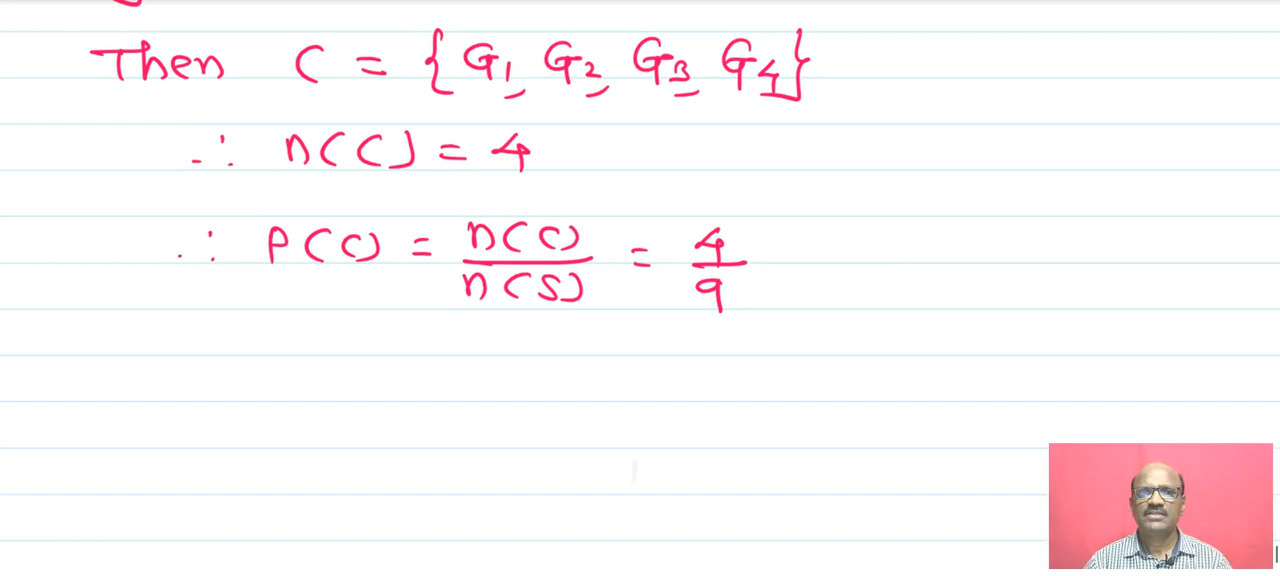 Then C = {G1, G2, G3, G4}
∴ n(C) = 4
∴ P(C) = n(C)/n(S) = 4/9